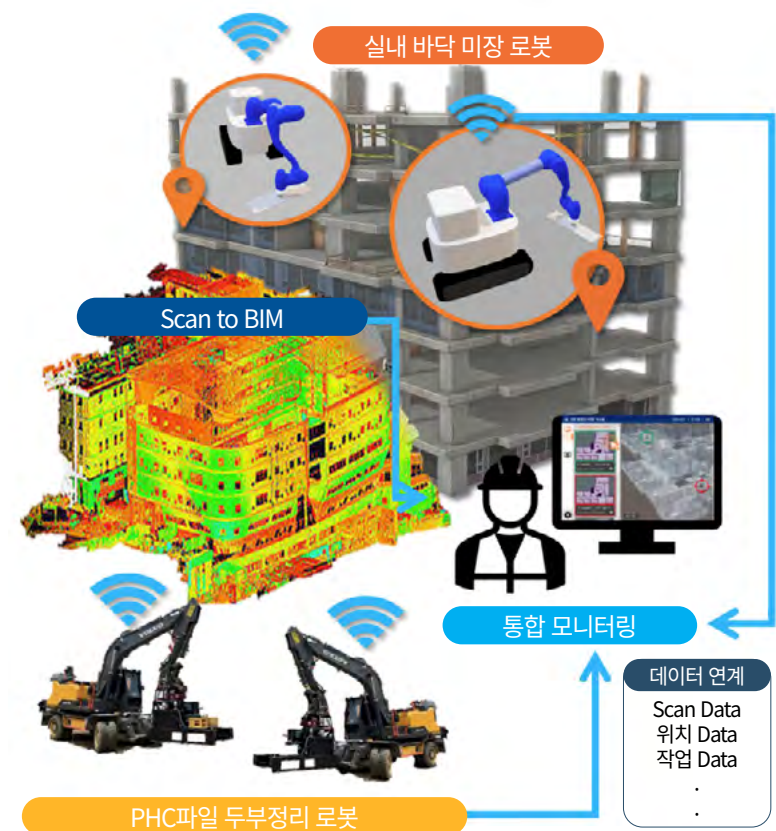 실내 바닥 미장 로봇
Scan to BIM
통합 모니터링
데이터 연계
Scan Data
위치 Data
작업 Data
.
.
PHC파일 두부정리 로봇